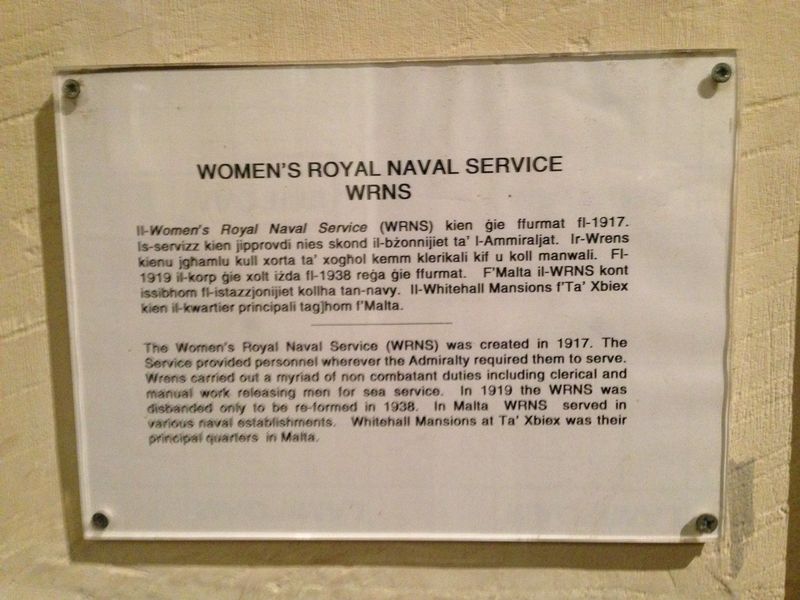 WOMEN'S ROYAL NAVAL SERVICE
WRNS
Il-Women's Royal Naval Service (WRNS) kien ġie ffurmat fl-1917.
Is-servizz kien jipprovdi nies skond il-bżonnijiet ta' l-Ammiraljat. Ir-Wrens
kienu jgħamlu kull xorta ta' xogħol kemm klerikali kif u koll manwali. Fl-
1919 il-korp ġie xolt iżda fl-1938 reġa ġie ffurmat. F'Malta il-WRNS kont
issibhom fl-istazzjonijiet kollha tan-navy. Il-Whitehall Mansions f'Ta' Xbiex
kien il-kwartier principali tag]hom f'Malta.
The Women's Royal Naval Service (WRNS) was created in 1917. The
Service provided personnel wherever the Admiralty required them to serve.
Wrens carried out a myriad of non combatant duties including clerical and
manual work releasing men for sea service. In 1919 the WRNS was
disbanded only to be re-formed in 1938. In Malta WRNS served in
various naval establishments. Whitehall Mansions at Ta' Xbiex was their
principal quarters in Malta.